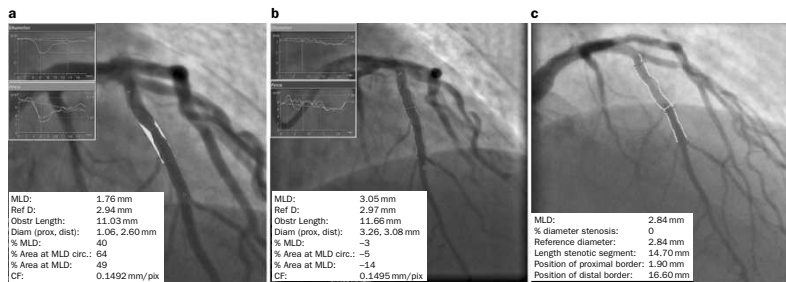 a
b
c
Diameter
Area
Area
MLD: 1.76 mm
Ref D: 2.94 mm
Obstr Length: 11.03 mm
Diam (prox, dist): 1.06, 2.60 mm
% MLD: 40
% Area at MLD circ.: 64
% Area at MLD: 49
CF: 0.1492 mm/pix
MLD: 3.05 mm
Ref D: 2.97 mm
Obstr Length: 11.66 mm
Diam (prox, dist): 3.26, 3.08 mm
% MLD: –3
% Area at MLD circ.: –5
% Area at MLD: –14
CF: 0.1495 mm/pix
MLD: 2.84 mm
% diameter stenosis: 0
Reference diameter: 2.84 mm
Length stenotic segment: 14.70 mm
Position of proximal border: 1.90 mm
Position of distal border: 16.60 mm